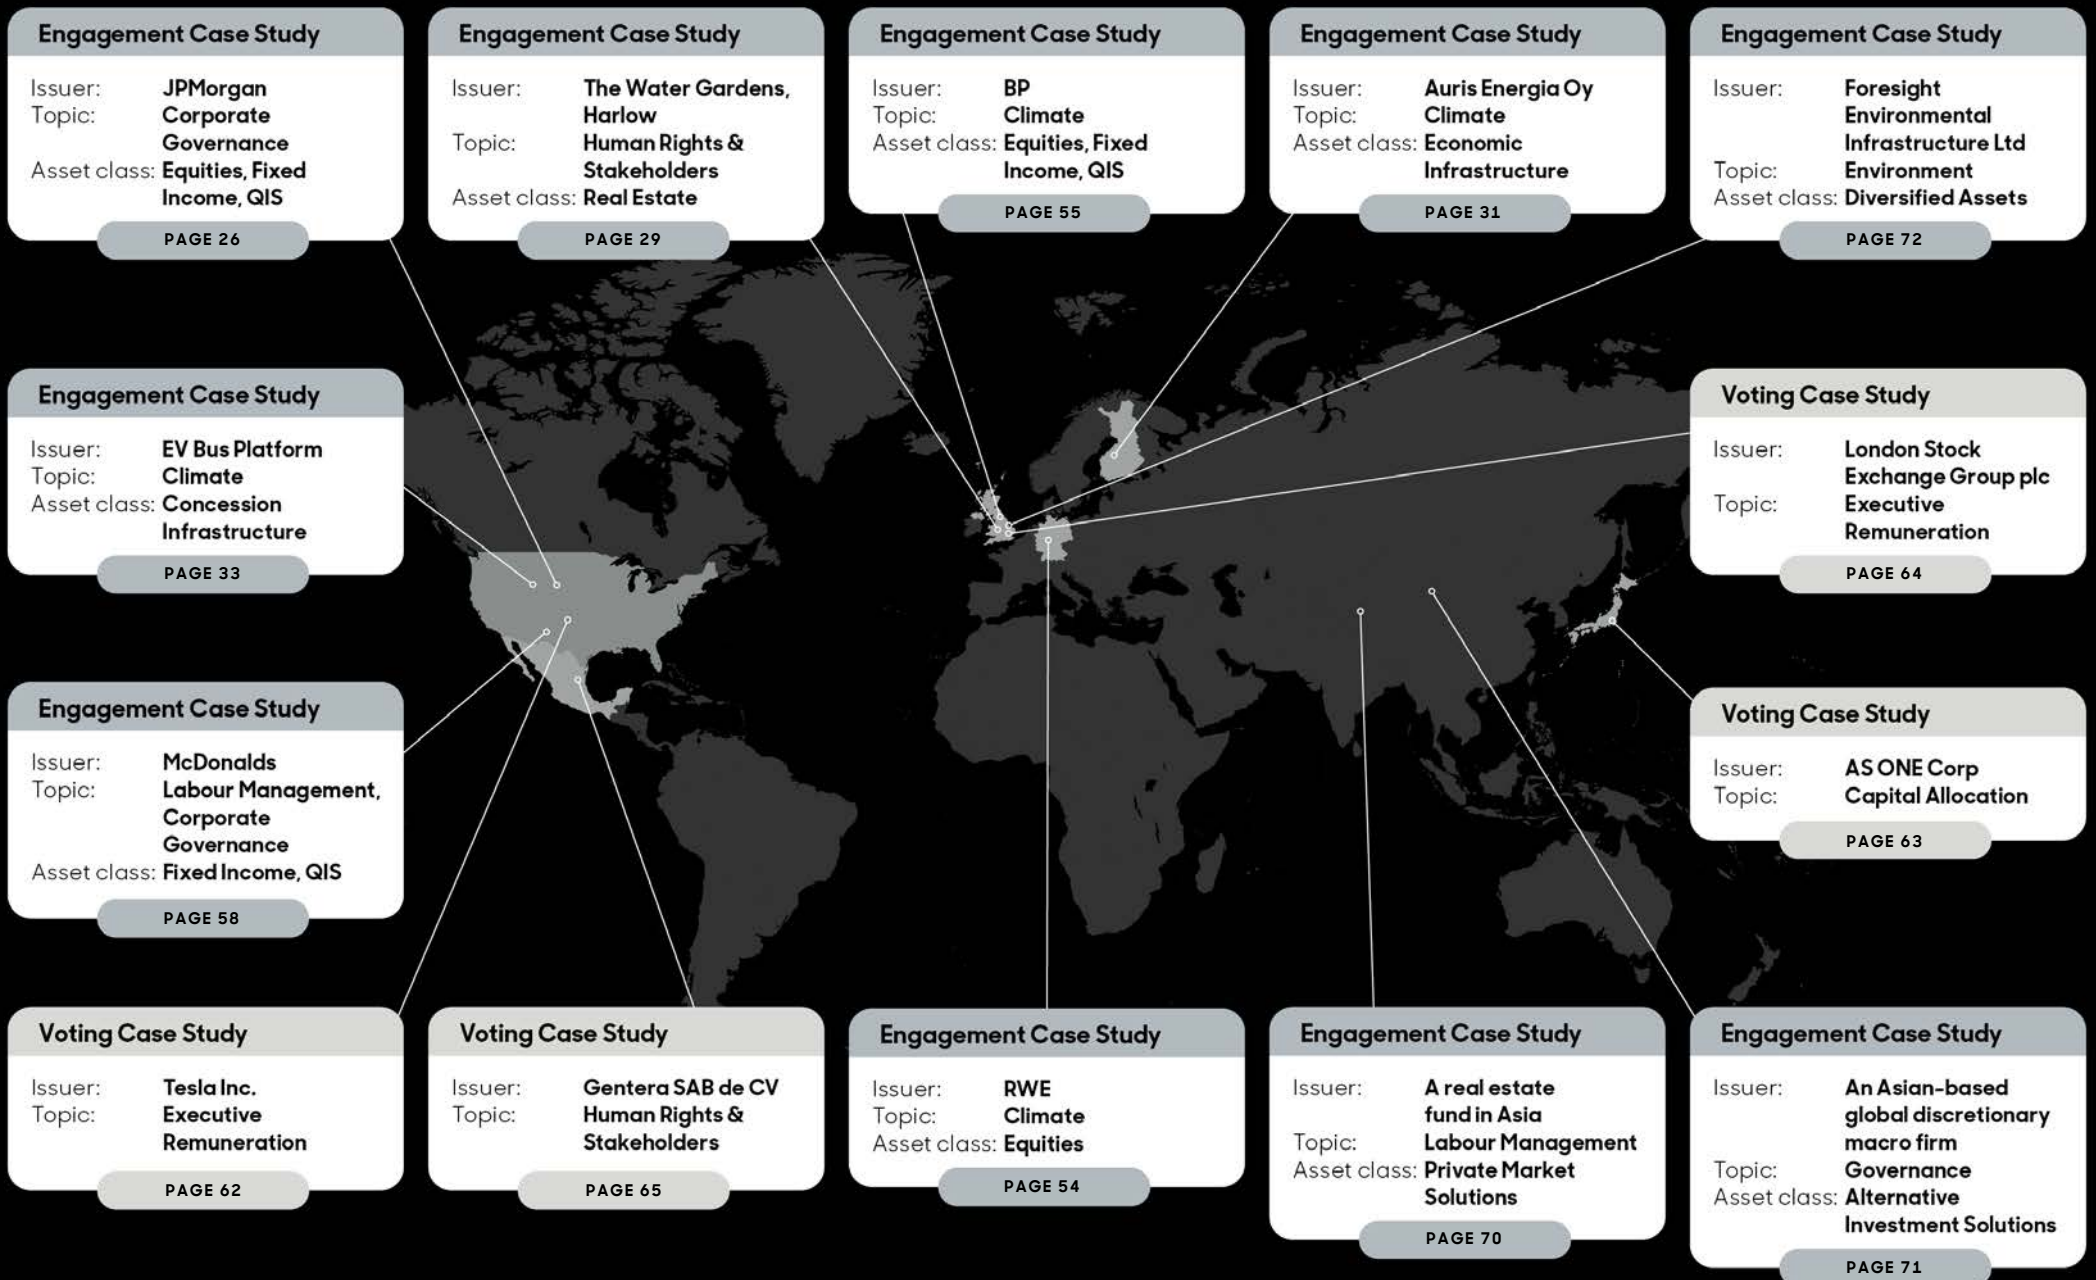 Engagement Case Study
Issuer: JPMorgan
Topic: Corporate
Governance
Asset class: Equities, Fixed
Income, QIS
PAGE 26
Engagement Case Study
Issuer: The Water Gardens,
Harlow
Topic: Human Rights &
Stakeholders
Asset class: Real Estate
PAGE 29
Engagement Case Study
Issuer: BP
Topic: Climate
Asset class: Equities, Fixed
Income, QIS
PAGE 55
Engagement Case Study
Issuer: Auris Energia Oy
Topic: Climate
Asset class: Economic
Infrastructure
PAGE 31
Engagement Case Study
Issuer: Foresight
Environmental
Infrastructure Ltd
Topic: Environment
Asset class: Diversified Assets
PAGE 72
Engagement Case Study
Issuer: EV Bus Platform
Topic: Climate
Asset class: Concession
Infrastructure
PAGE 33
Voting Case Study
Issuer: London Stock
Exchange Group plc
Topic: Executive
Remuneration
PAGE 64
Engagement Case Study
Issuer: McDonalds
Topic: Labour Management,
Corporate
Governance
Asset class: Fixed Income, QIS
PAGE 58
Voting Case Study
Issuer: AS ONE Corp
Topic: Capital Allocation
PAGE 63
Voting Case Study
Issuer: Tesla Inc.
Topic: Executive
Remuneration
PAGE 62
Voting Case Study
Issuer: Gentera SAB de CV
Topic: Human Rights &
Stakeholders
PAGE 65
Engagement Case Study
Issuer: RWE
Topic: Climate
Asset class: Equities
PAGE 54
Engagement Case Study
Issuer: A real estate
fund in Asia
Topic: Labour Management
Asset class: Private Market
Solutions
PAGE 70
Engagement Case Study
Issuer: An Asian-based
global discretionary
macro firm
Topic: Governance
Asset class: Alternative
Investment Solutions
PAGE 71